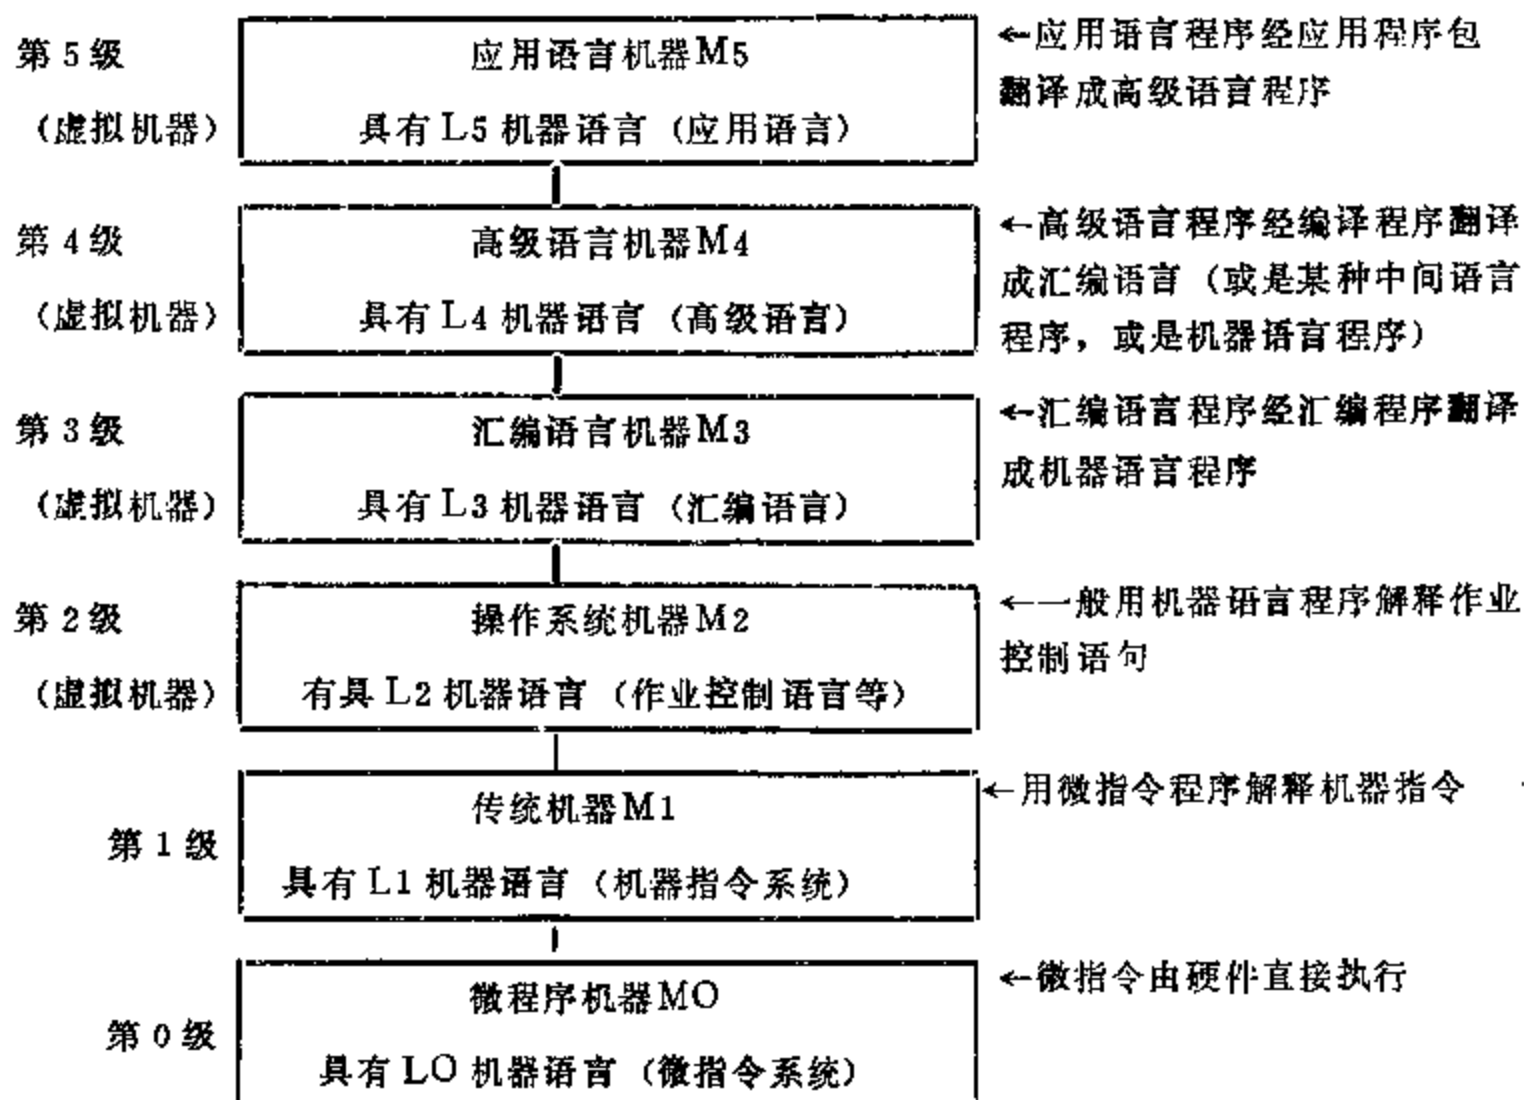 第5级
(虚拟机器)
应用语言机器M5
具有L5机器语言(应用语言)
←应用语言程序经应用程序包
翻译成高级语言程序
第4级
(虚拟机器)
高级语言机器M4
具有L4机器语言(高级语言)
←高级语言程序经编译程序翻译
成汇编语言(或是某种中间语言
程序,或是机器语言程序)
第3级
(虚拟机器)
汇编语言机器M3
具有L3机器语言(汇编语言)
←汇编语言程序经汇编程序翻译
成机器语言程序
第2级
(虚拟机器)
操作系统机器M2
有具L2机器语言(作业控制语言等)
←一般用机器语言程序解释作业
控制语句
第1级
传统机器M1
具有L1机器语言(机器指令系统)
←用微指令程序解释机器指令
第0级
微程序机器MO
具有LO机器语言(微指令系统)
←微指令由硬件直接执行